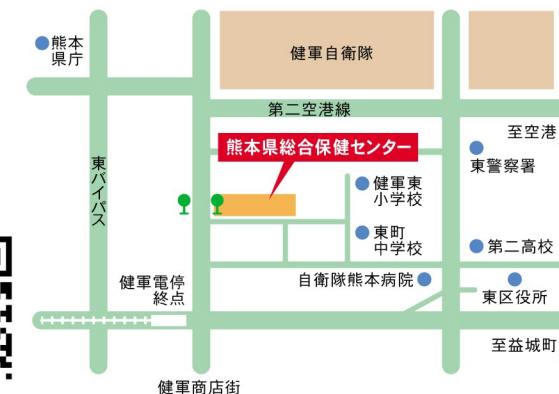 熊本
県庁
健軍自衛隊
第二空港線
至空港
熊本県総合保健センター
東バイパス
東警察署
健軍東
小学校
東町
中学校
第二高校
自衛隊熊本病院
健軍電停
終点
東区役所
至益城町
健軍商店街